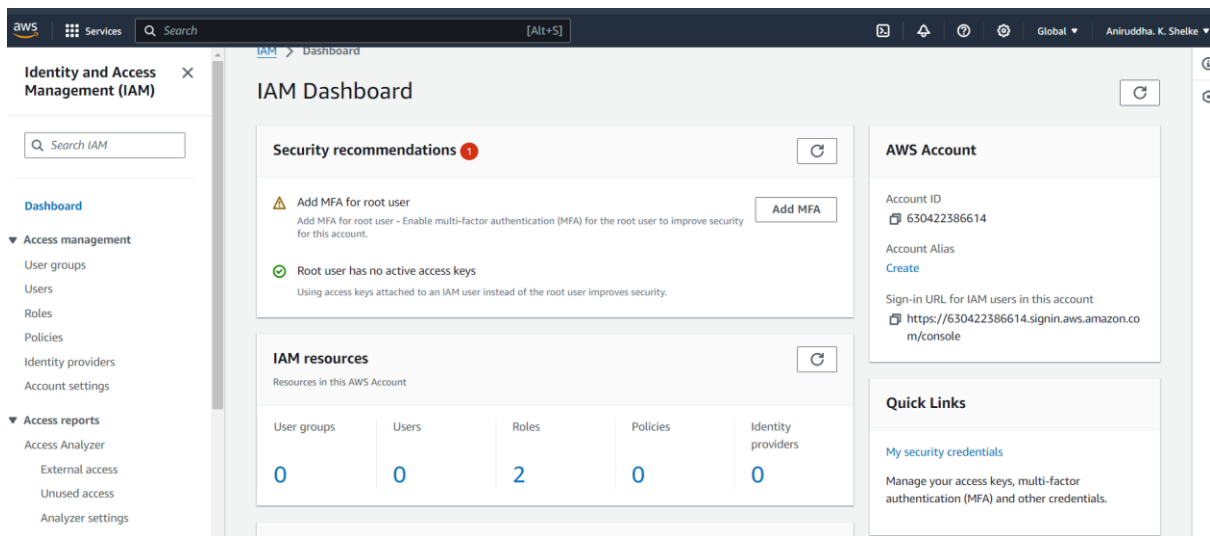 aws
Services
Search
[Alt+S]
Global
Aniruddha. K. Shelke
Identity and Access
Management (IAM)
Search IAM
Dashboard
Access management
User groups
Users
Roles
Policies
Identity providers
Account settings
Access reports
Access Analyzer
External access
Unused access
Analyzer settings
IAM > Dashboard
IAM Dashboard
Security recommendations 1
Add MFA for root user
Add MFA for root user - Enable multi-factor authentication (MFA) for the root user to improve security
for this account.
Add MFA
Root user has no active access keys
Using access keys attached to an IAM user instead of the root user improves security.
IAM resources
Resources in this AWS Account
User groups
0
Users
0
Roles
2
Policies
0
Identity
providers
0
AWS Account
Account ID
630422386614
Account Alias
Create
Sign-in URL for IAM users in this account
https://630422386614.signin.aws.amazon.co
m/console
Quick Links
My security credentials
Manage your access keys, multi-factor
authentication (MFA) and other credentials.